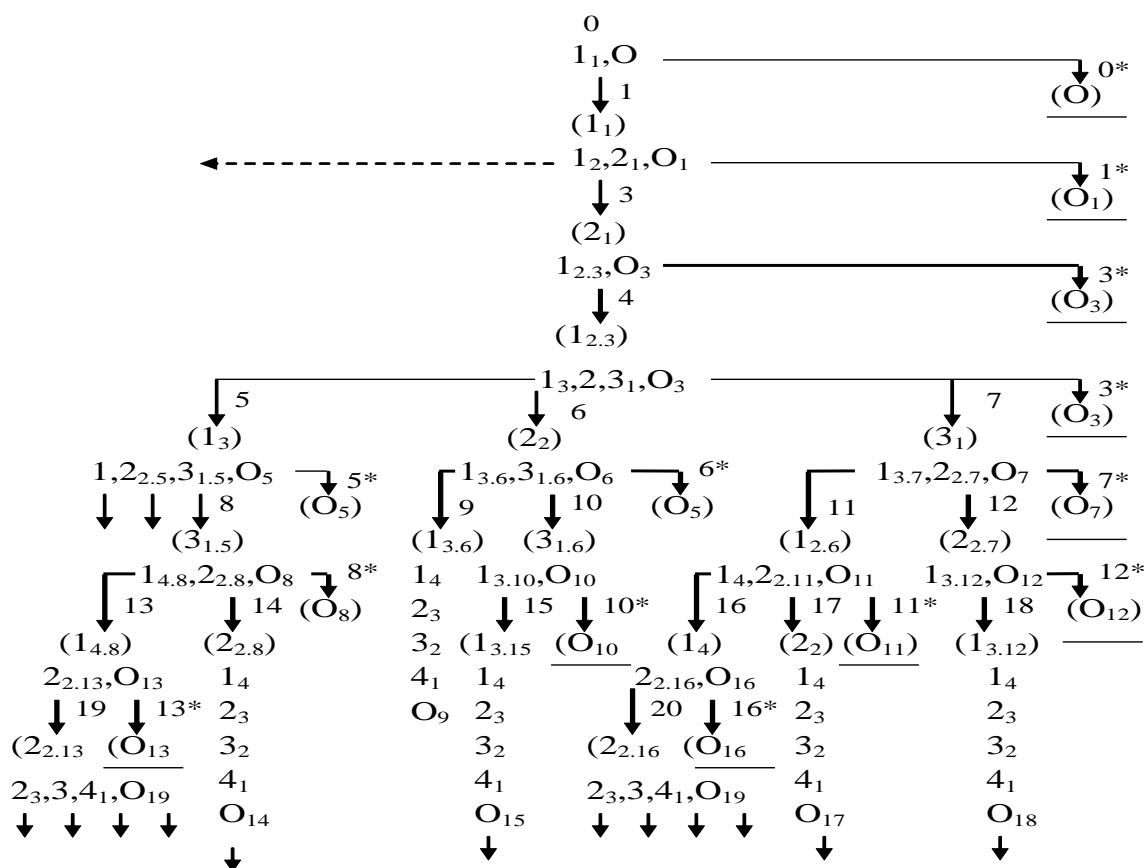 0
1₁,O
0*
1
(O)
(1₁)
1₂,2₁,O₁
1*
3
(O₁)
(2₁)
1₂.₃,O₃
3*
4
(O₃)
(1₂.₃)
1₃,2,3₁,O₃
3*
5
6
7
(O₃)
(1₃)
(2₂)
(3₁)
1,2₂.₅,3₁.₅,O₅
5*
1₃.₆,3₁.₆,O₆
6*
1₃.₇,2₂.₇,O₇
7*
8
(O₅)
9
10
(O₅)
11
12
(O₇)
(3₁.₅)
(1₃.₆)
(3₁.₆)
(1₂.₆)
(2₂.₇)
1₄.₈,2₂.₈,O₈
8*
1₄
1₃.₁₀,O₁₀
1₄,2₂.₁₁,O₁₁
1₃.₁₂,O₁₂
12*
13
14
(O₈)
2₃
15
10*
16
17
11*
18
(O₁₂)
(1₄.₈)
(2₂.₈)
3₂
(1₃.₁₅
(O₁₀
(1₄)
(2₂)
(O₁₁)
(1₃.₁₂)
2₂.₁₃,O₁₃
1₄
4₁
1₄
2₂.₁₆,O₁₆
1₄
1₄
19
13*
2₃
O₉
2₃
20
16*
2₃
2₃
(2₂.₁₃
(O₁₃
3₂
3₂
(2₂.₁₆
(O₁₆
3₂
3₂
2₃,3,4₁,O₁₉
4₁
4₁
2₃,3,4₁,O₁₉
4₁
4₁
O₁₄
O₁₅
O₁₇
O₁₈